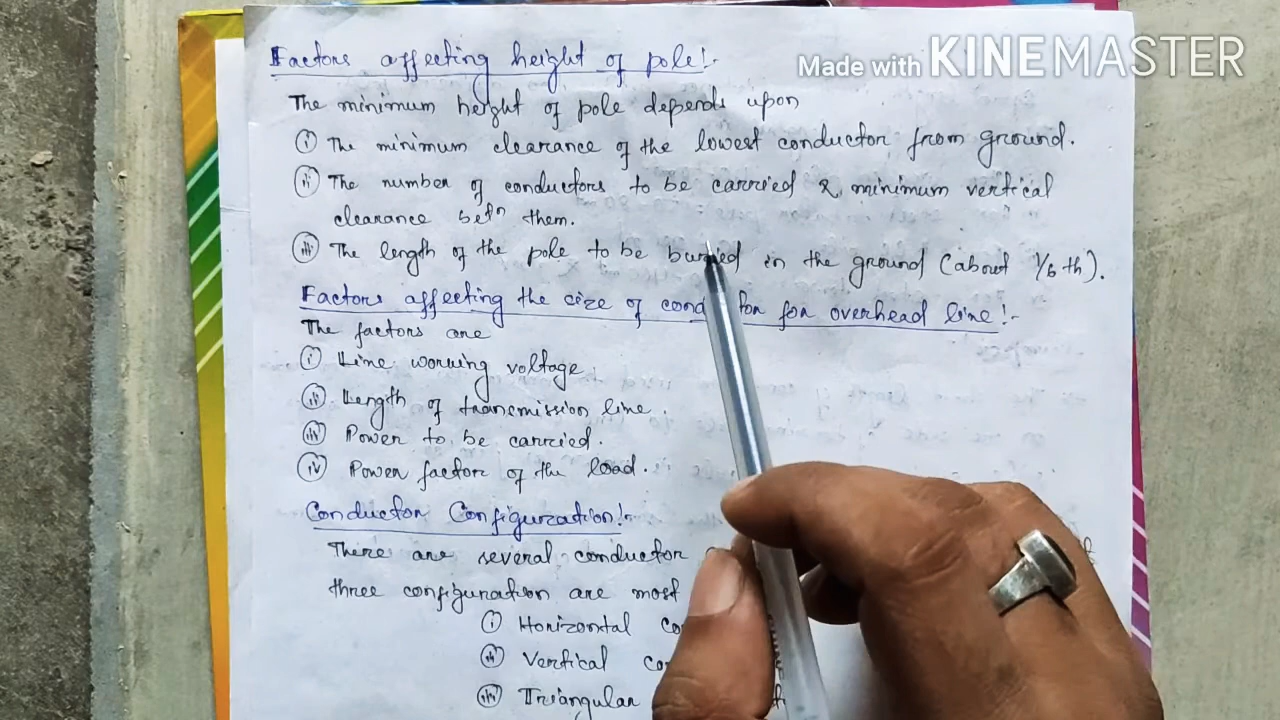 Made with KINEMASTER
Factors affecting height of pole!-
The minimum height of pole depends upon
(i) The minimum clearance of the lowest conductor from ground.
(ii) The number of conductors to be carried & minimum vertical
clearance betn them.
(iii) The length of the pole to be buried in the ground (about 1/6 th).
Factors affecting the size of for overhead line!-
The factors are
(i) Line working voltage
(ii) Length of transmission line.
(iii) Power to be carried.
(iv) Power factor of the load.
Conductor Configuration!-
There are several conductor
three configuration are most
(i) Horizontal
(ii) Vertical
(iii) Triangular